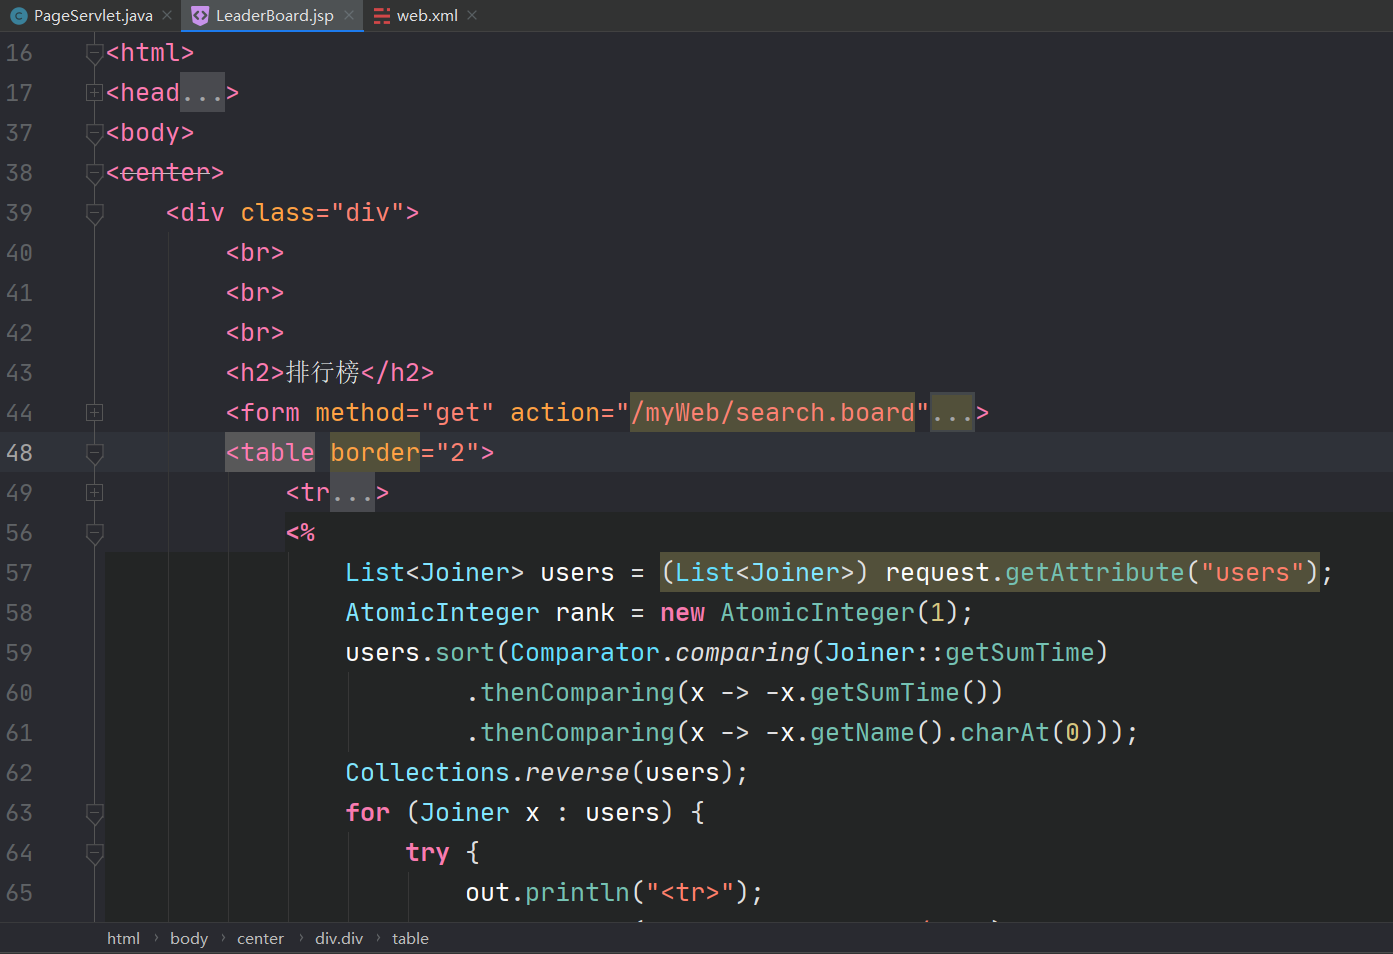 PageServlet.java LeaderBoard.jsp web.xml
16 <html>
17 <head...>
37 <body>
38 <center>
39 <div class="div">
40 <br>
41 <br>
42 <br>
43 <h2>排行榜</h2>
44 <form method="get" action="/myWeb/search.board"...>
48 <table border="2">
49 <tr...>
56 <%
57 List<Joiner> users = (List<Joiner>) request.getAttribute("users");
58 AtomicInteger rank = new AtomicInteger(1);
59 users.sort(Comparator.comparing(Joiner::getSumTime)
60 .thenComparing(x -> -x.getSumTime())
61 .thenComparing(x -> -x.getName().charAt(0)));
62 Collections.reverse(users);
63 for (Joiner x : users) {
64 try {
65 out.println("<tr>");
html › body › center › div.div › table